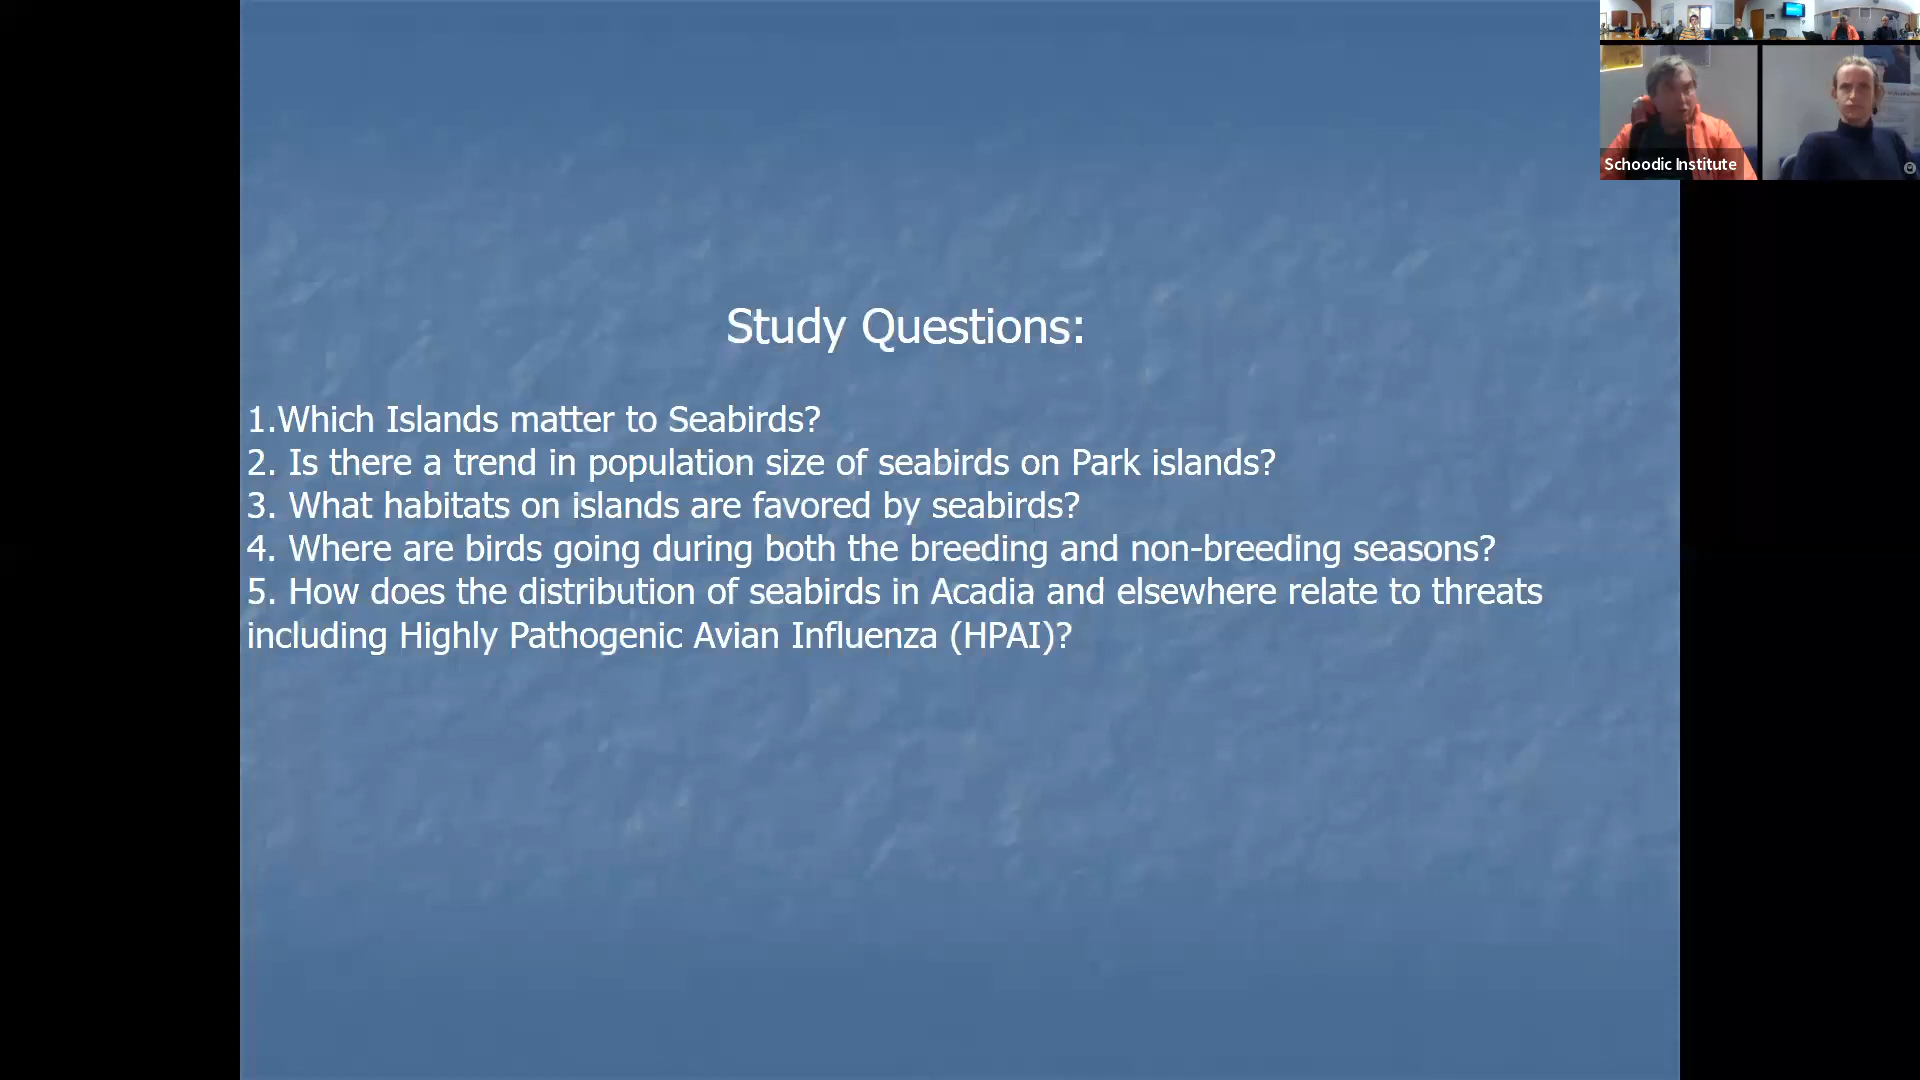 Schoodic Institute
Study Questions:
1.Which Islands matter to Seabirds?
2. Is there a trend in population size of seabirds on Park islands?
3. What habitats on islands are favored by seabirds?
4. Where are birds going during both the breeding and non-breeding seasons?
5. How does the distribution of seabirds in Acadia and elsewhere relate to threats
including Highly Pathogenic Avian Influenza (HPAI)?